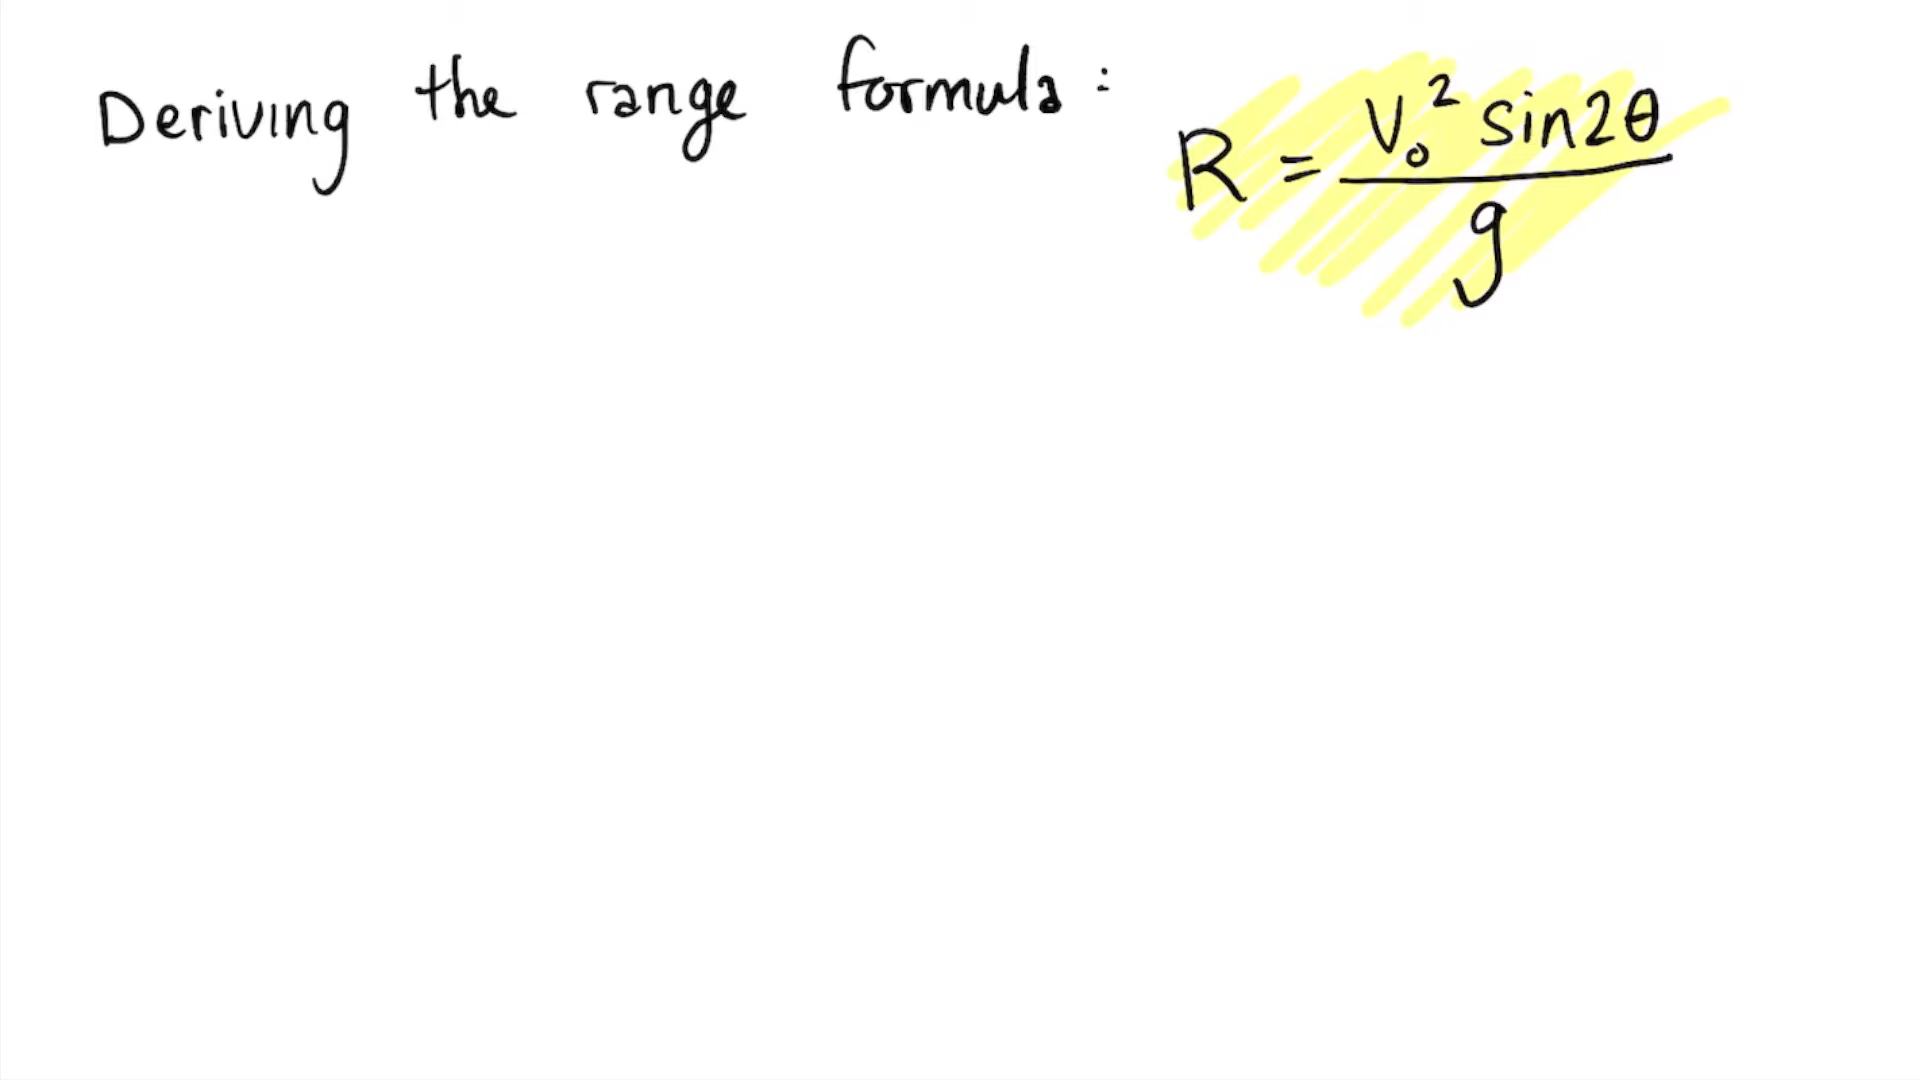 Deriving the range formula: R = V₀² sin2θ / g